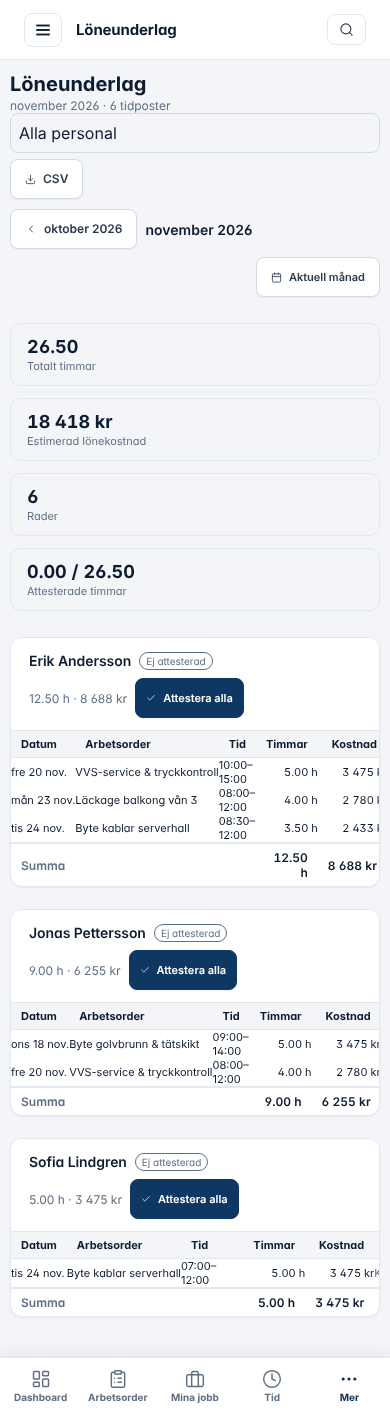 Löneunderlag
Löneunderlag
november 2026 · 6 tidposter
Alla personal
CSV
oktober 2026
november 2026
Aktuell månad
26.50
Totalt timmar
18 418 kr
Estimerad lönekostnad
6
Rader
0.00 / 26.50
Attesterade timmar
Erik Andersson Ej attesterad
12.50 h · 8 688 kr Attestera alla
Datum Arbetsorder Tid Timmar Kostnad
fre 20 nov. VVS-service & tryckkontroll 10:00–15:00 5.00 h 3 475
mån 23 nov. Läckage balkong vån 3 08:00–12:00 4.00 h 2 780
tis 24 nov. Byte kablar serverhall 08:30–12:00 3.50 h 2 433
Summa 12.50 h 8 688 kr
Jonas Pettersson Ej attesterad
9.00 h · 6 255 kr Attestera alla
Datum Arbetsorder Tid Timmar Kostnad
ons 18 nov. Byte golvbrunn & tätskikt 09:00–14:00 5.00 h 3 475 kr
fre 20 nov. VVS-service & tryckkontroll 08:00–12:00 4.00 h 2 780 kr
Summa 9.00 h 6 255 kr
Sofia Lindgren Ej attesterad
5.00 h · 3 475 kr Attestera alla
Datum Arbetsorder Tid Timmar Kostnad
tis 24 nov. Byte kablar serverhall 07:00–12:00 5.00 h 3 475 kr
Summa 5.00 h 3 475 kr
Dashboard Arbetsorder Mina jobb Tid Mer